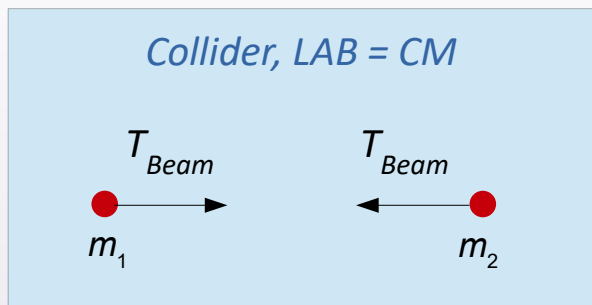 Collider, LAB = CM
T_Beam T_Beam
m_1 m_2